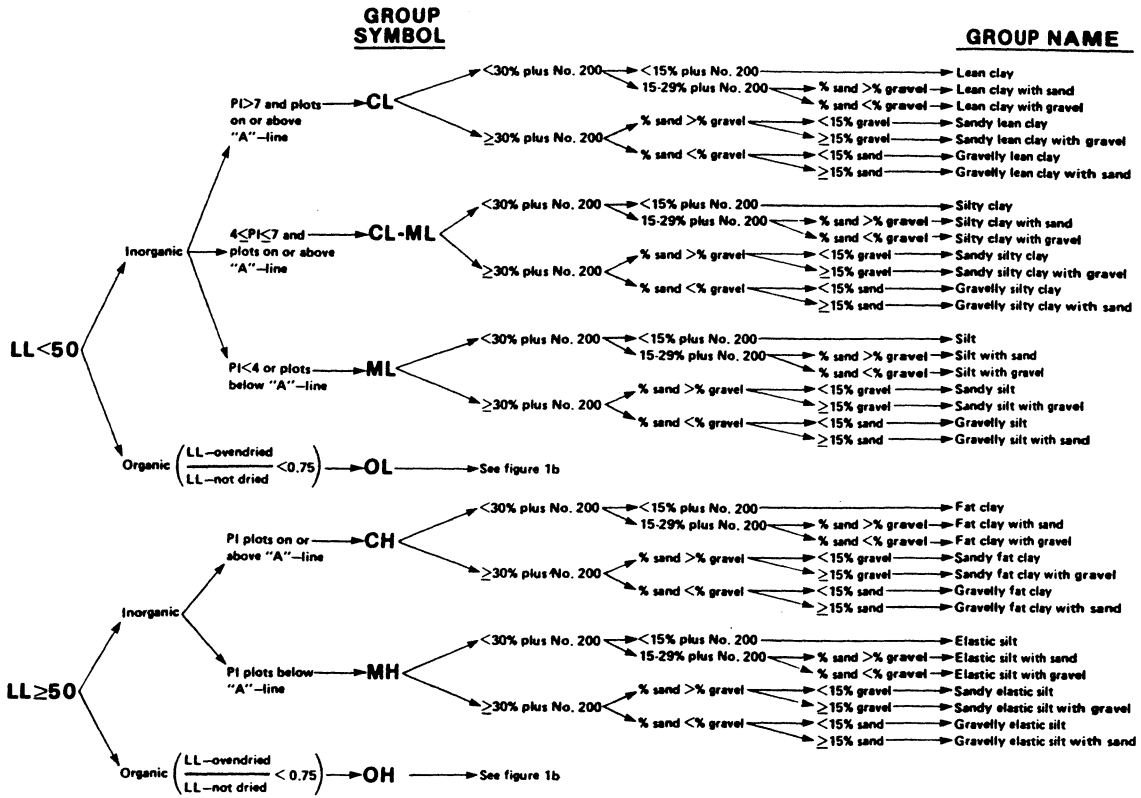 GROUP SYMBOL
GROUP NAME
LL<50
Inorganic
PI>7 and plots
on or above
"A"—line
CL
<30% plus No. 200
<15% plus No. 200
Lean clay
15-29% plus No. 200
% sand >% gravel
Lean clay with sand
% sand <% gravel
Lean clay with gravel
≥30% plus No. 200
% sand >% gravel
<15% gravel
Sandy lean clay
≥15% gravel
Sandy lean clay with gravel
% sand <% gravel
<15% sand
Gravelly lean clay
≥15% sand
Gravelly lean clay with sand
4≤PI≤7 and
plots on or above
"A"—line
CL-ML
<30% plus No. 200
<15% plus No. 200
Silty clay
15-29% plus No. 200
% sand >% gravel
Silty clay with sand
% sand <% gravel
Silty clay with gravel
≥30% plus No. 200
% sand >% gravel
<15% gravel
Sandy silty clay
≥15% gravel
Sandy silty clay with gravel
% sand <% gravel
<15% sand
Gravelly silty clay
≥15% sand
Gravelly silty clay with sand
PI<4 or plots
below "A"—line
ML
<30% plus No. 200
<15% plus No. 200
Silt
15-29% plus No. 200
% sand >% gravel
Silt with sand
% sand <% gravel
Silt with gravel
≥30% plus No. 200
% sand >% gravel
<15% gravel
Sandy silt
≥15% gravel
Sandy silt with gravel
% sand <% gravel
<15% sand
Gravelly silt
≥15% sand
Gravelly silt with sand
Organic
LL—ovendried
LL—not dried
<0.75
OL
See figure 1b
LL≥50
Inorganic
PI plots on or
above "A"—line
CH
<30% plus No. 200
<15% plus No. 200
Fat clay
15-29% plus No. 200
% sand >% gravel
Fat clay with sand
% sand <% gravel
Fat clay with gravel
≥30% plus No. 200
% sand >% gravel
<15% gravel
Sandy fat clay
≥15% gravel
Sandy fat clay with gravel
% sand <% gravel
<15% sand
Gravelly fat clay
≥15% sand
Gravelly fat clay with sand
PI plots below
"A"—line
MH
<30% plus No. 200
<15% plus No. 200
Elastic silt
15-29% plus No. 200
% sand >% gravel
Elastic silt with sand
% sand <% gravel
Elastic silt with gravel
≥30% plus No. 200
% sand >% gravel
<15% gravel
Sandy elastic silt
≥15% gravel
Sandy elastic silt with gravel
% sand <% gravel
<15% sand
Gravelly elastic silt
≥15% sand
Gravelly elastic silt with sand
Organic
LL—ovendried
LL—not dried
< 0.75
OH
See figure 1b